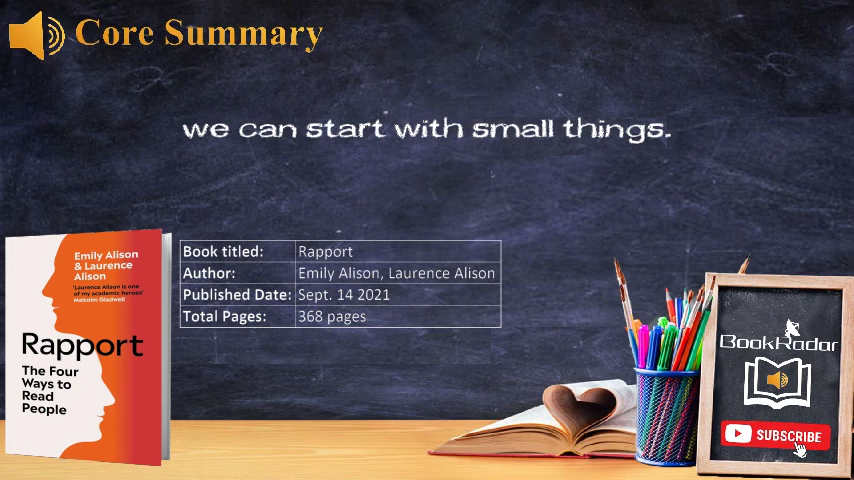 Core Summary
we can start with small things.
Book titled: Rapport
Author: Emily Alison, Laurence Alison
Published Date: Sept. 14 2021
Total Pages: 368 pages
Emily Alison
& Laurence
Alison
'Laurence Alison is one
of my academic heroes'
Malcolm Gladwell
Rapport
The Four
Ways to
Read
People
BookRadar
SUBSCRIBE